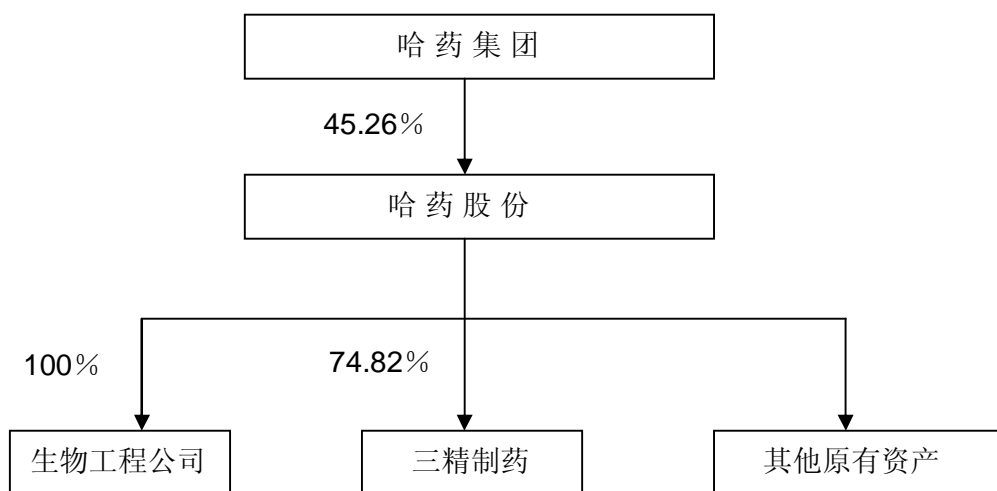 哈 药 集 团
45.26％
哈 药 股 份
100％
74.82％
生物工程公司
三精制药
其他原有资产